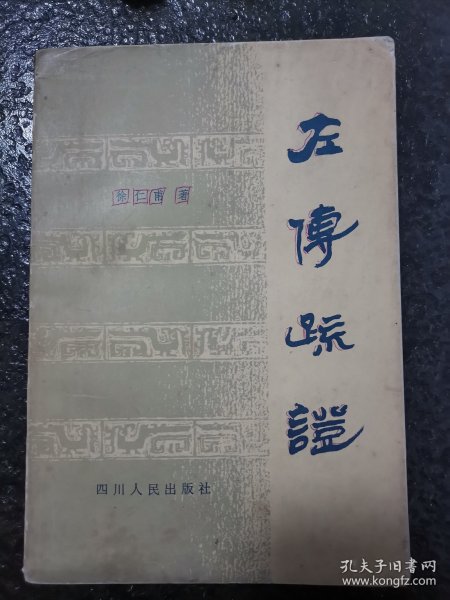 左傳疏證
徐仁甫 著
四川人民出版社
孔夫子旧书网
www.kongfz.com